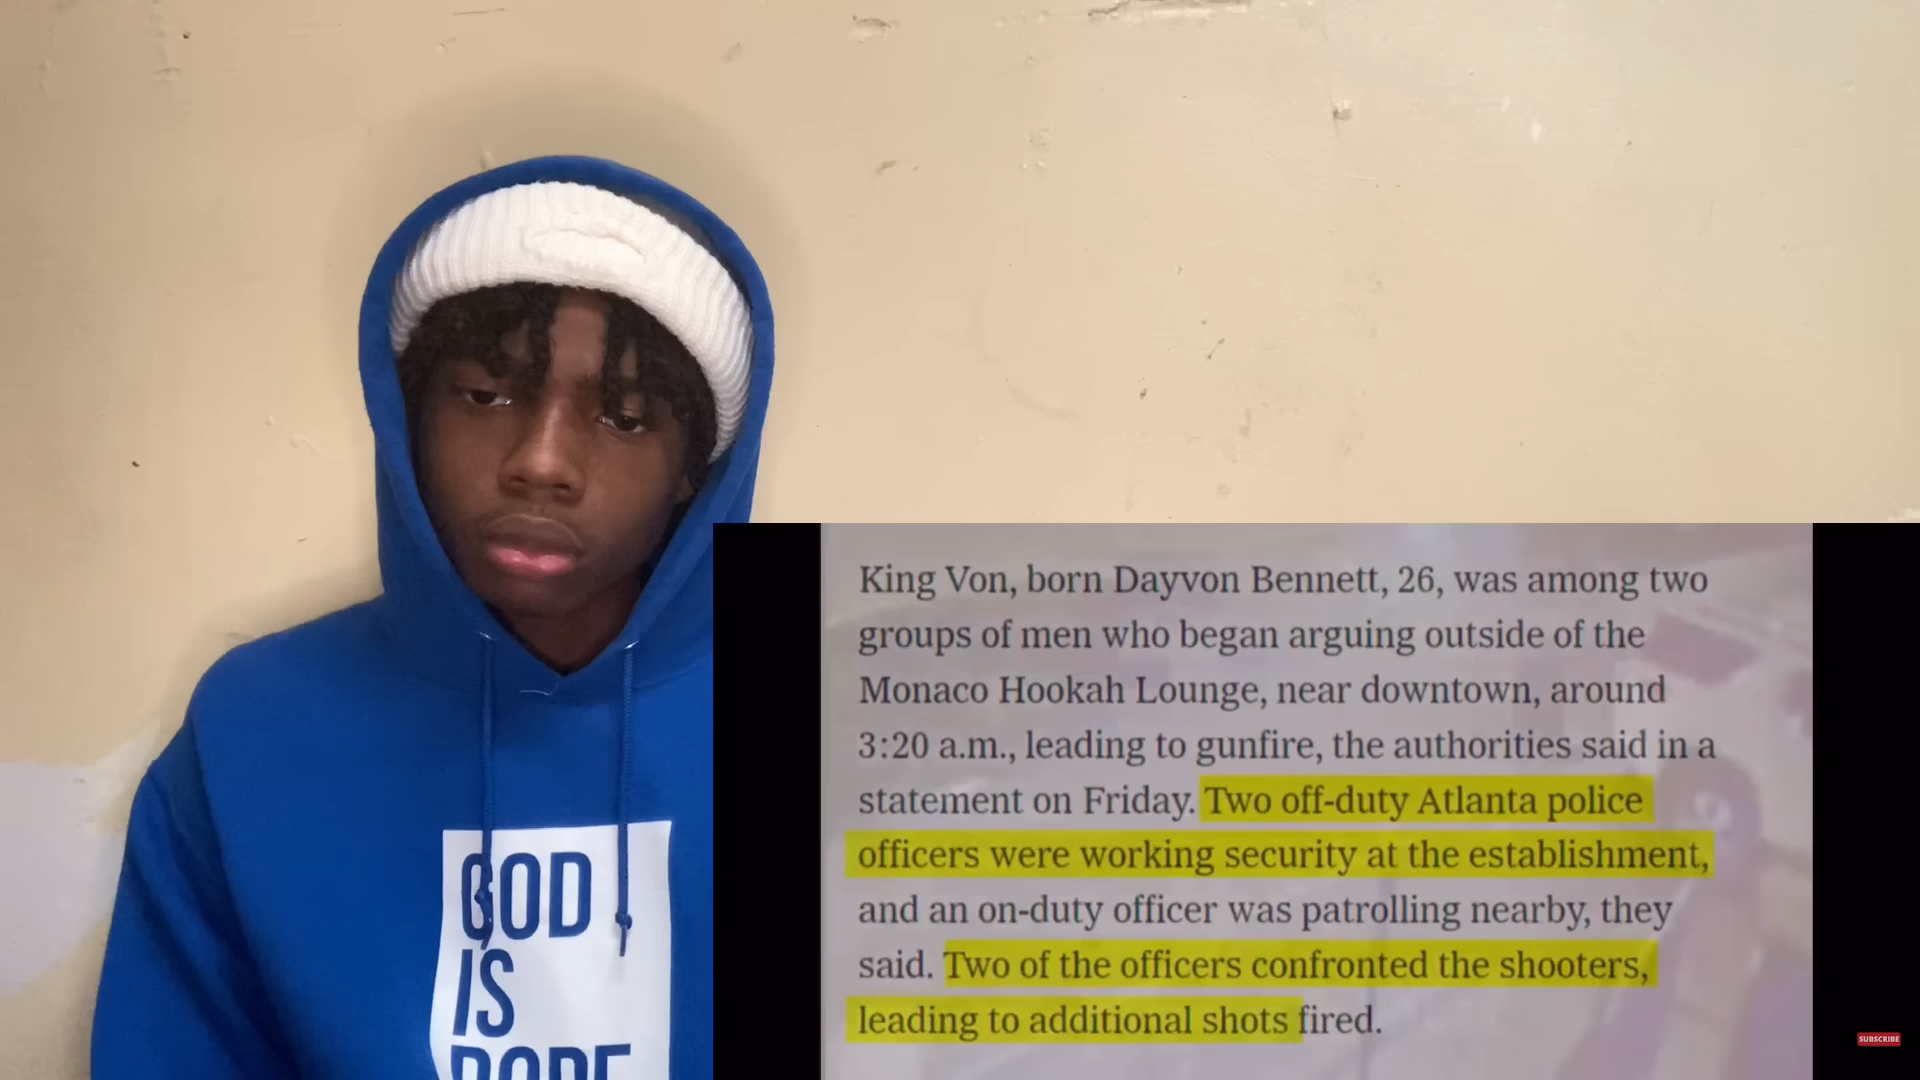 GOD
IS
DOPE
King Von, born Dayvon Bennett, 26, was among two
groups of men who began arguing outside of the
Monaco Hookah Lounge, near downtown, around
3:20 a.m., leading to gunfire, the authorities said in a
statement on Friday. Two off-duty Atlanta police
officers were working security at the establishment,
and an on-duty officer was patrolling nearby, they
said. Two of the officers confronted the shooters,
leading to additional shots fired.
SUBSCRIBE